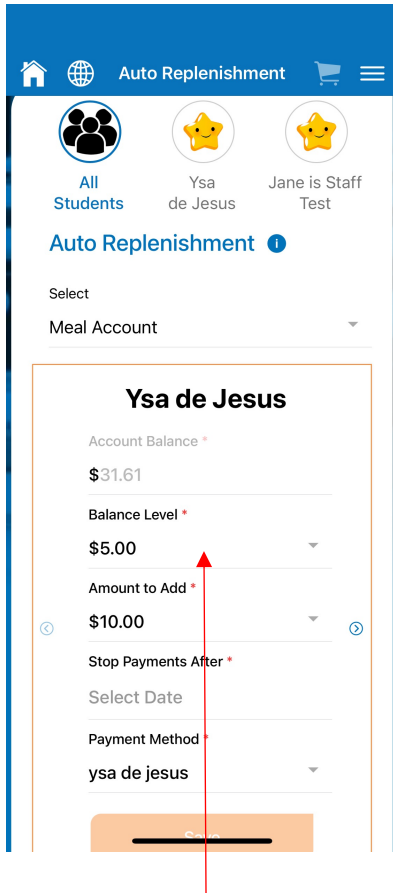 Auto Replenishment
All
Students
Ysa
de Jesus
Jane is Staff
Test
Auto Replenishment i
Select
Meal Account
Ysa de Jesus
Account Balance *
$31.61
Balance Level *
$5.00
Amount to Add *
$10.00
Stop Payments After *
Select Date
Payment Method *
ysa de jesus
Save